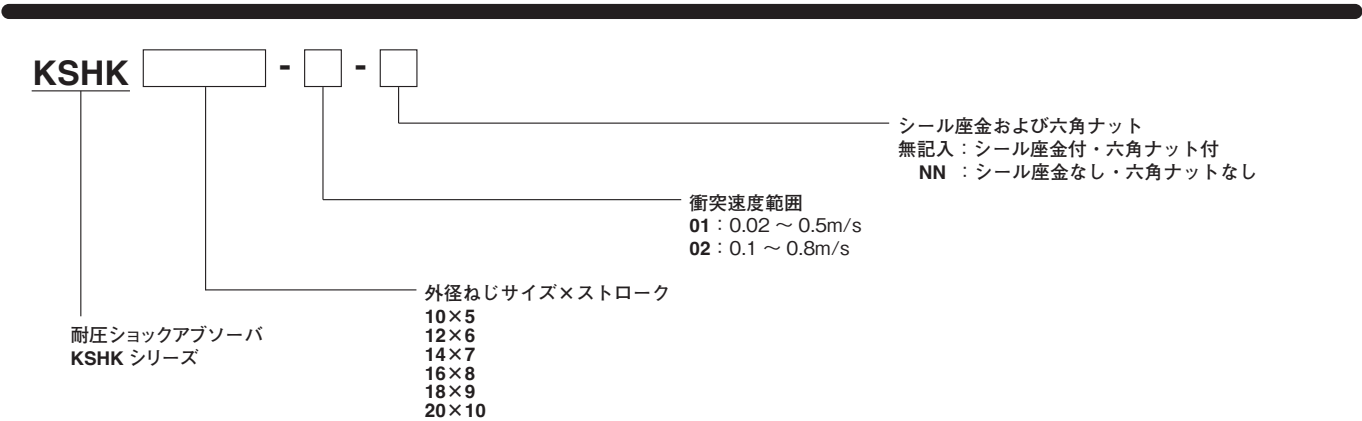 KSHK - -
シール座金および六角ナット
無記入：シール座金付・六角ナット付
NN ：シール座金なし・六角ナットなし
衝突速度範囲
01：0.02 ～ 0.5m/s
02：0.1 ～ 0.8m/s
外径ねじサイズ×ストローク
10×5
12×6
14×7
16×8
18×9
20×10
耐圧ショックアブソーバ
KSHK シリーズ